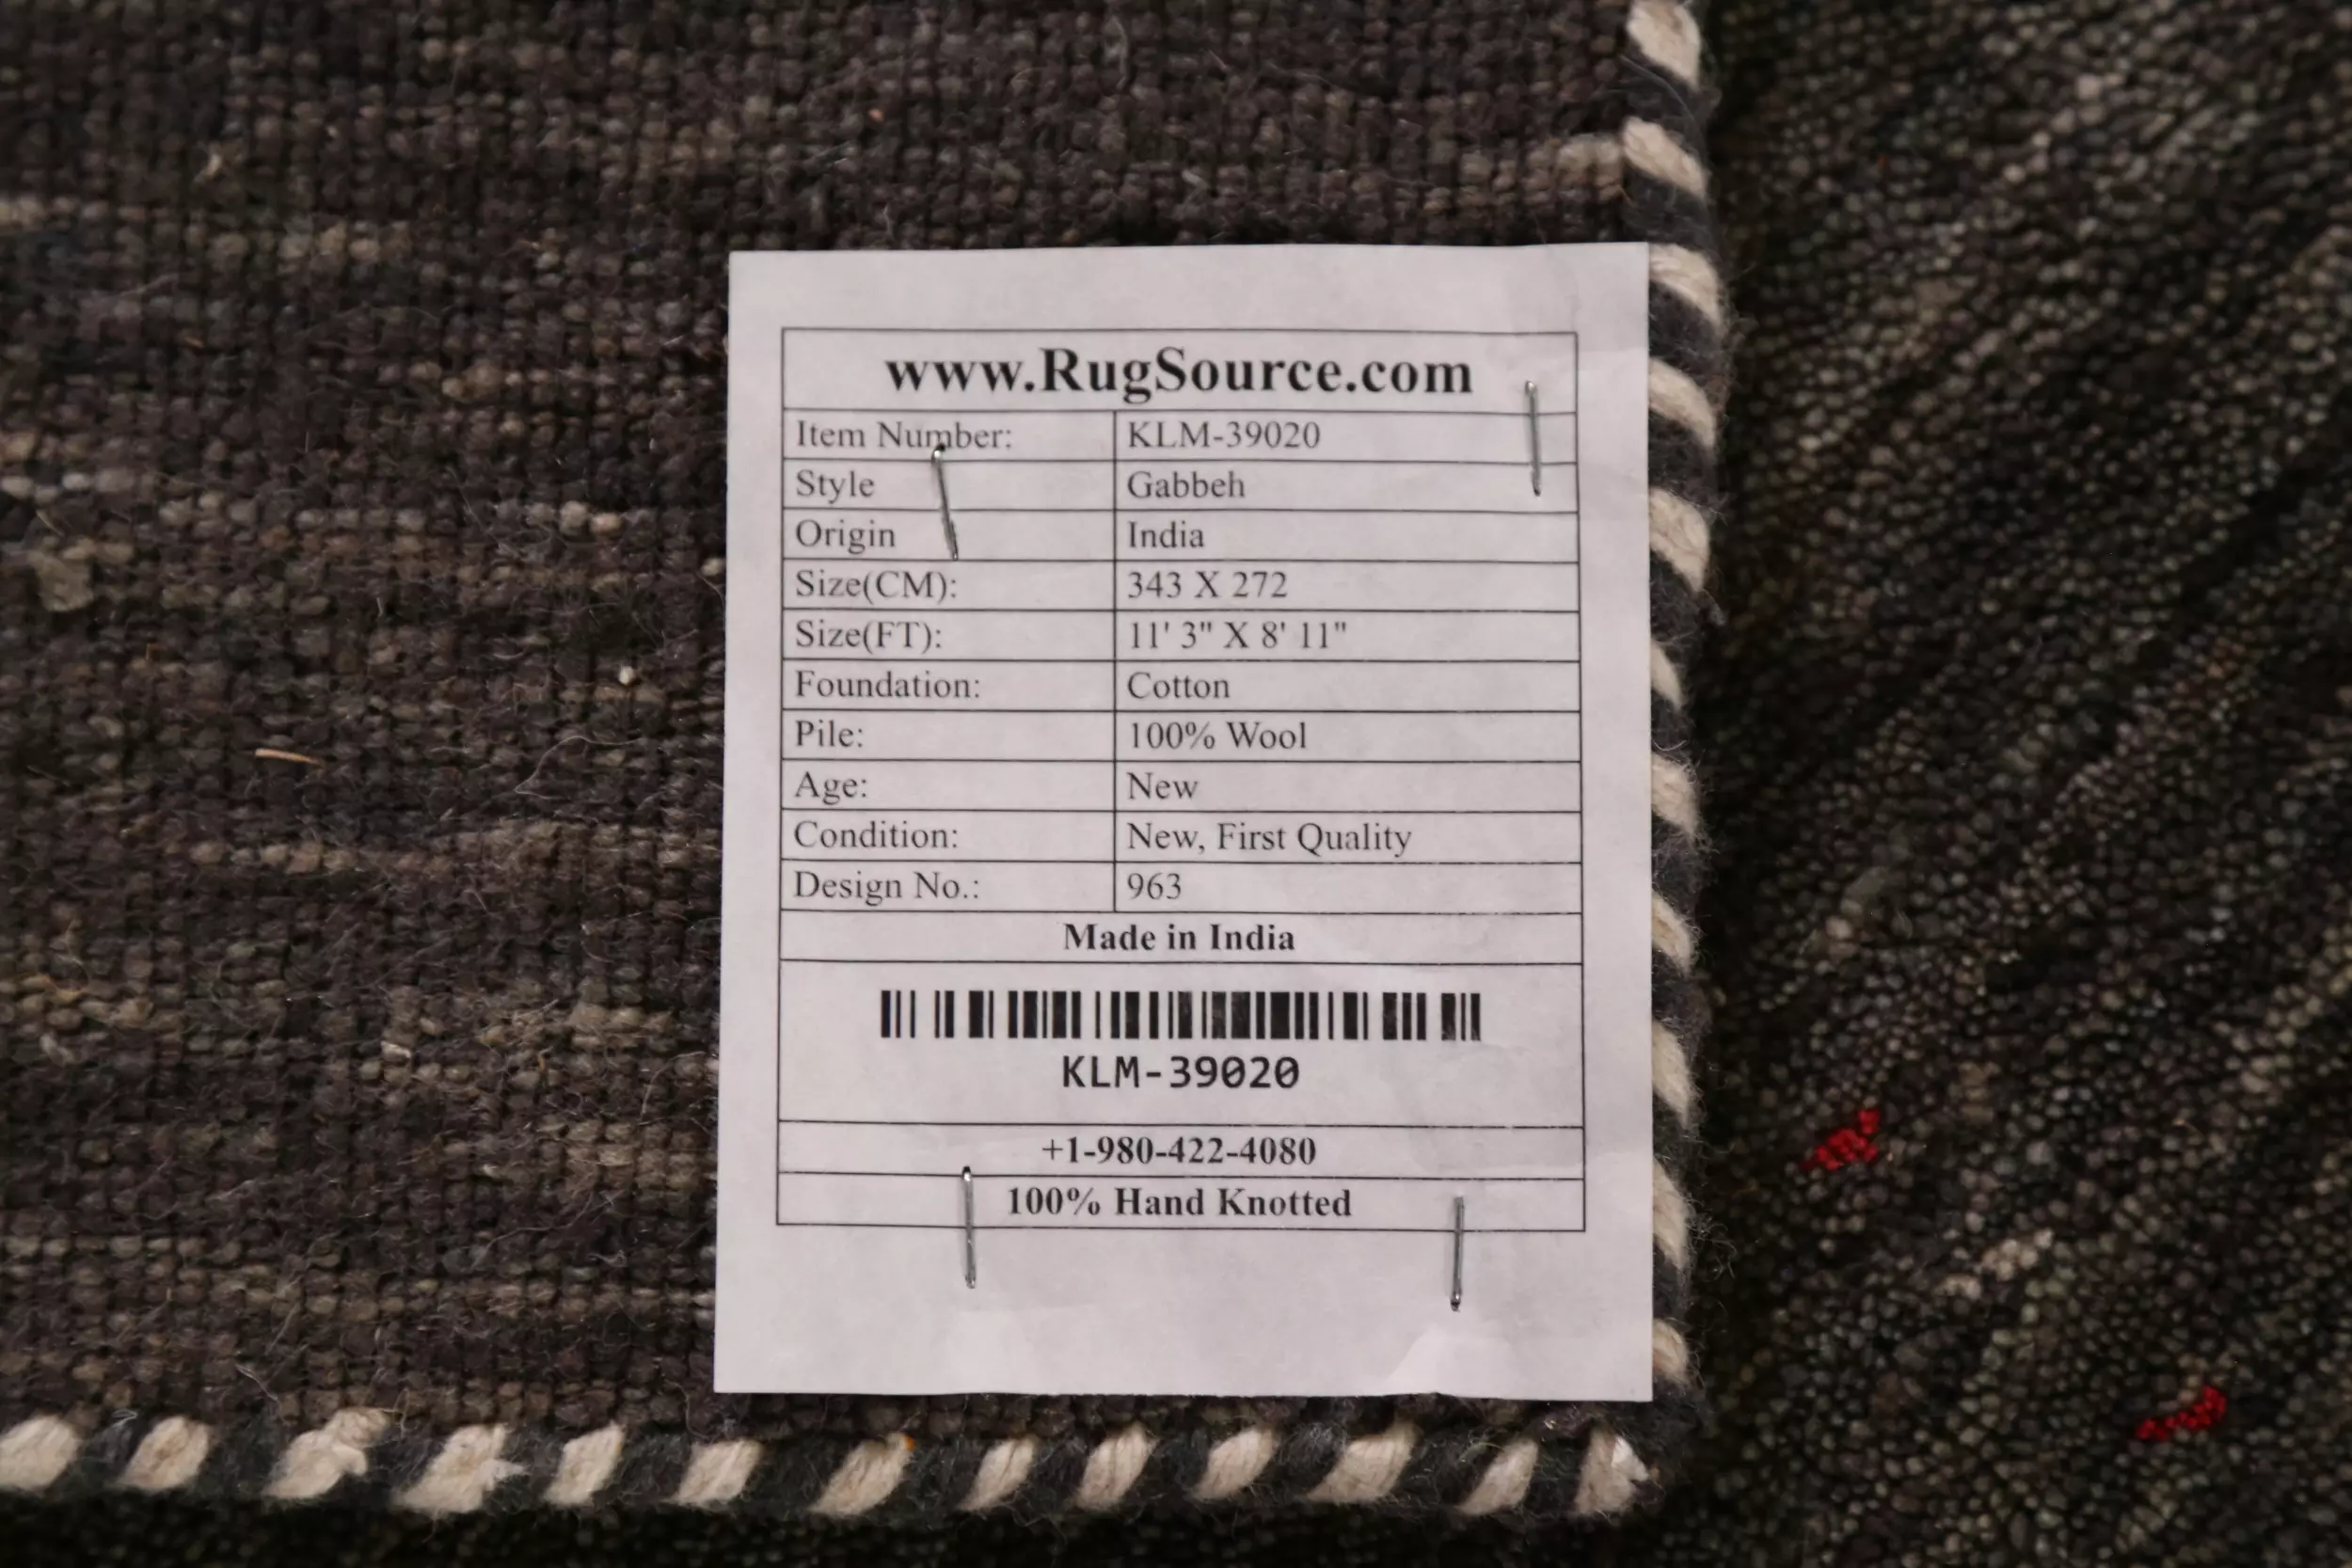 www.RugSource.com
Item Number: KLM-39020
Style Gabbeh
Origin India
Size(CM): 343 X 272
Size(FT): 11' 3" X 8' 11"
Foundation: Cotton
Pile: 100% Wool
Age: New
Condition: New, First Quality
Design No.: 963
Made in India
KLM-39020
+1-980-422-4080
100% Hand Knotted